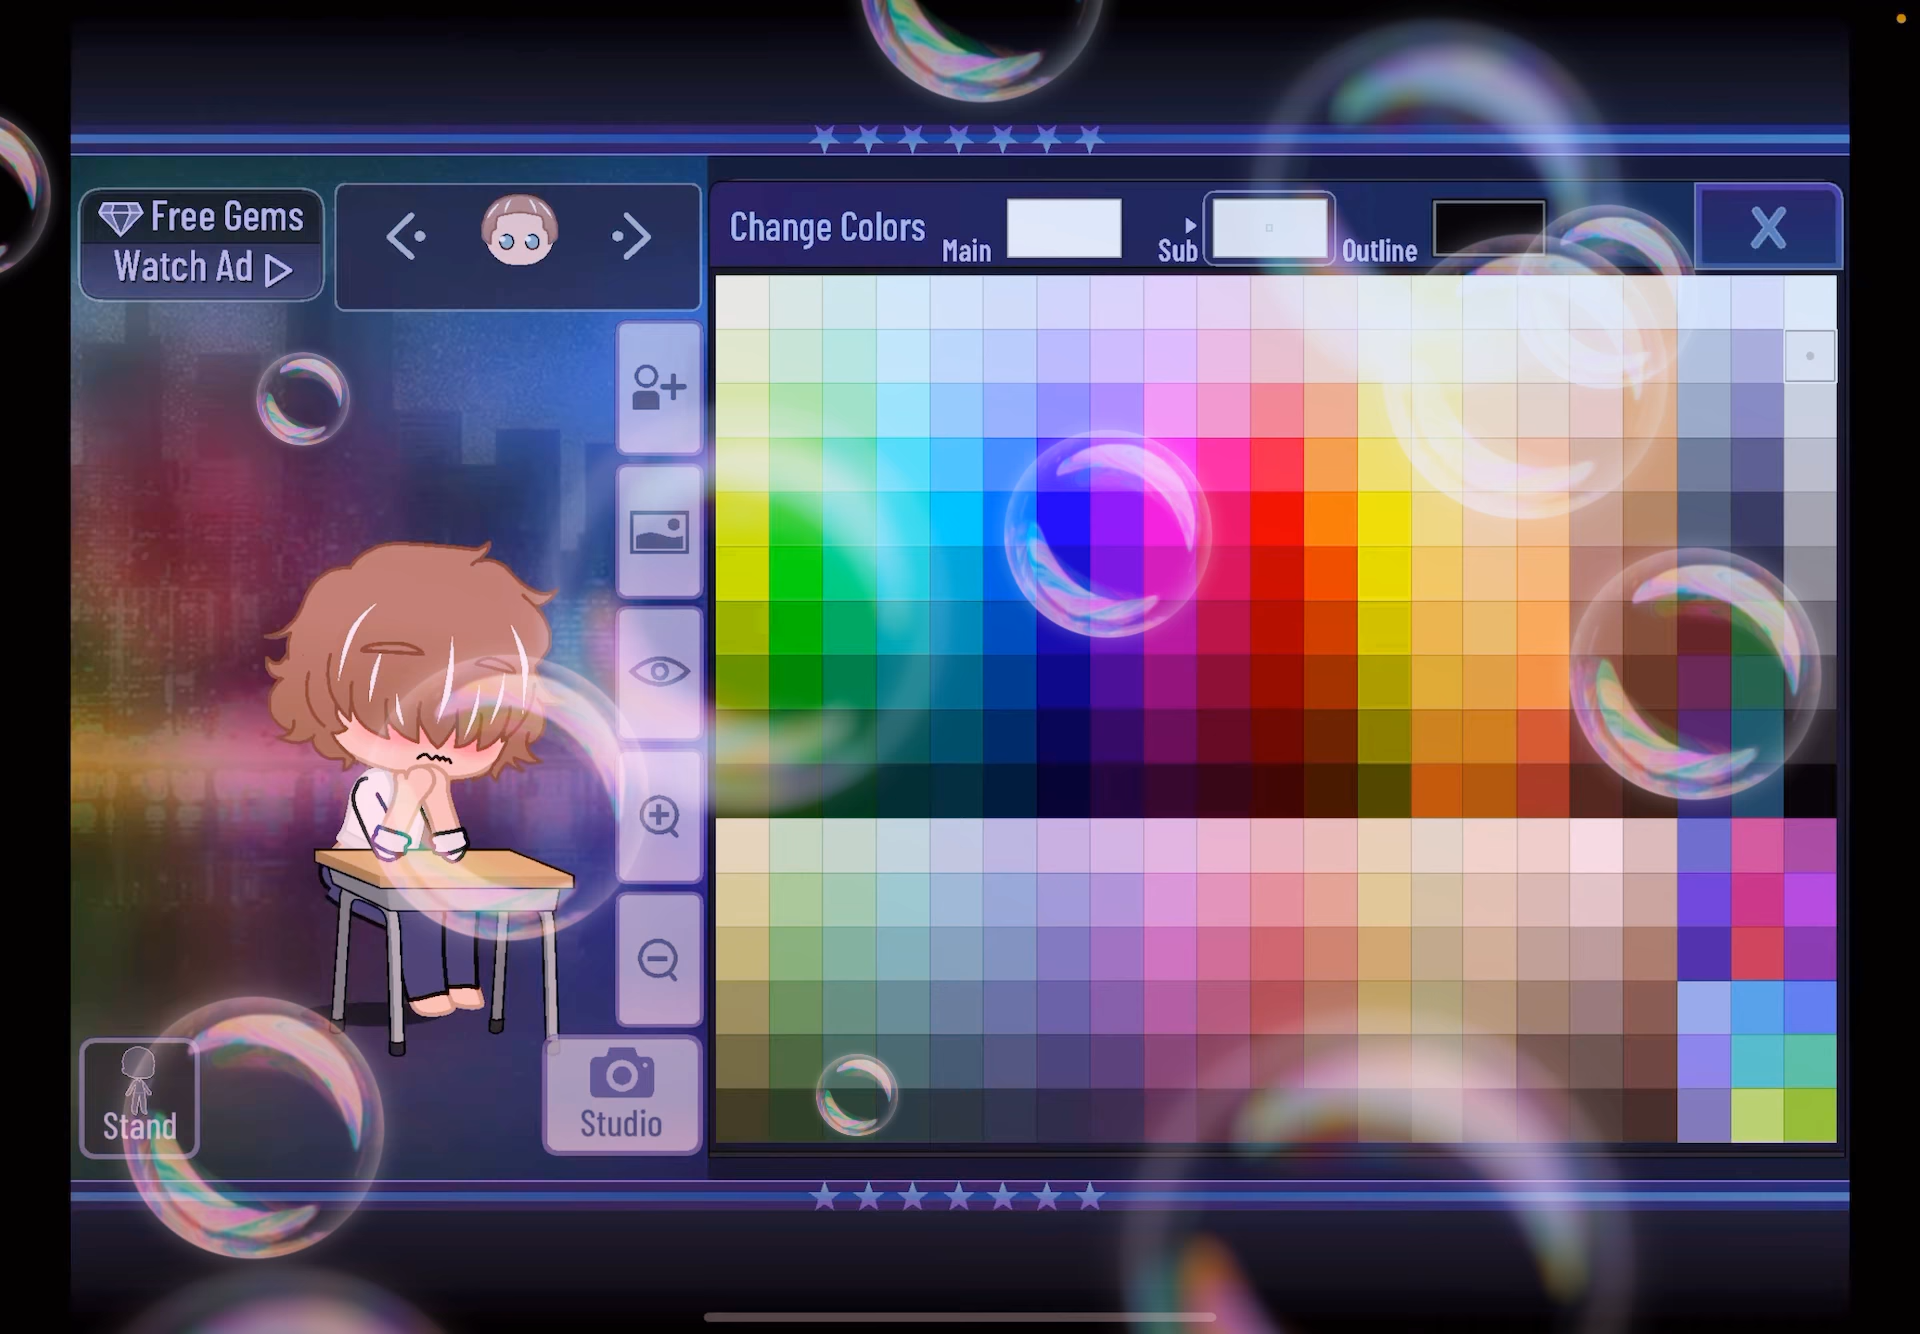 Free Gems
Watch Ad
Change Colors
Main
Sub
Outline
X
Stand
Studio